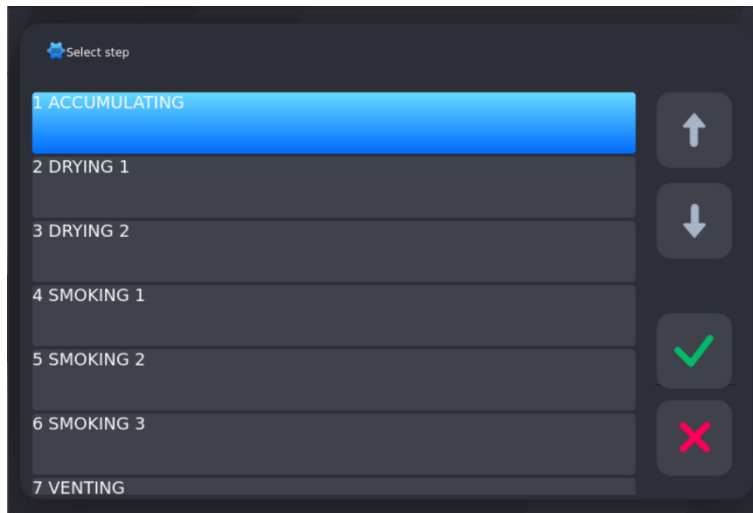 Select step
1 ACCUMULATING
2 DRYING 1
3 DRYING 2
4 SMOKING 1
5 SMOKING 2
6 SMOKING 3
7 VENTING